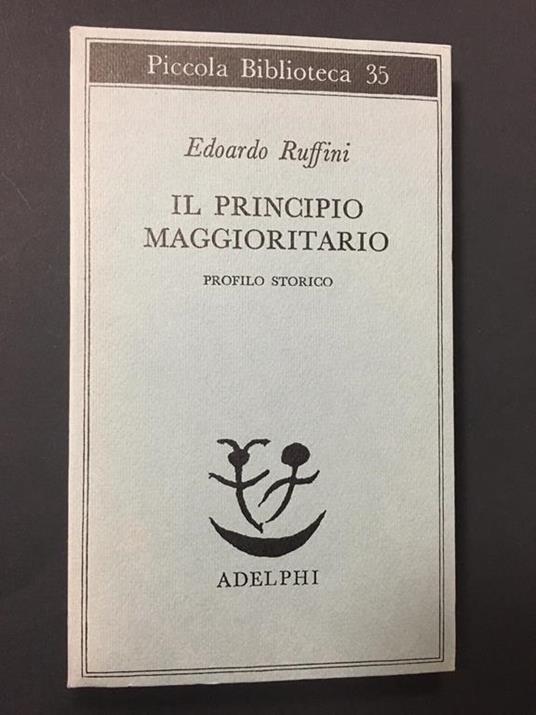 Piccola Biblioteca 35
Edoardo Ruffini
IL PRINCIPIO
MAGGIORITARIO
PROFILO STORICO
ADELPHI